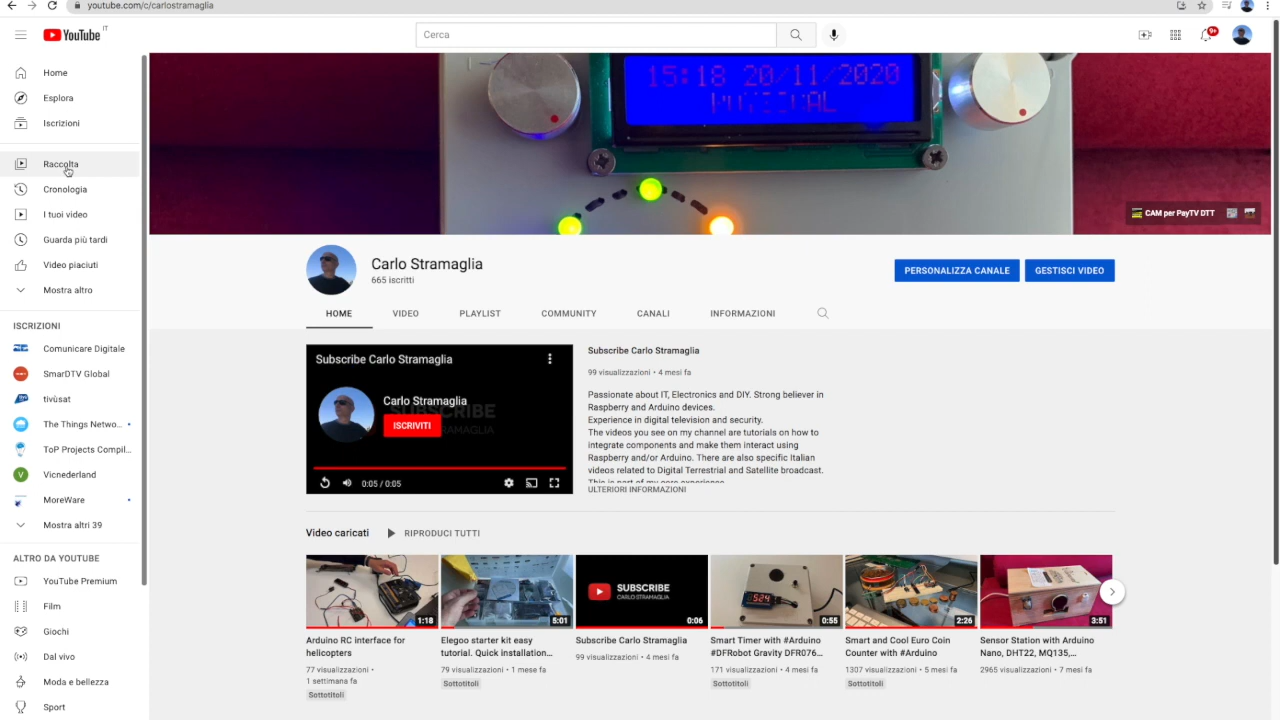 youtube.com/c/carlostramaglia
YouTube IT
Cerca
9+
Home
Esplora
Iscrizioni
Raccolta
Cronologia
I tuoi video
Guarda più tardi
Video piaciuti
Mostra altro
ISCRIZIONI
Comunicare Digitale
SmarDTV Global
tivùsat
The Things Netwo...
ToP Projects Compil...
Vicnederland
MoreWare
Mostra altri 39
ALTRO DA YOUTUBE
YouTube Premium
Film
Giochi
Dal vivo
Moda e bellezza
Sport
15:18 20/11/2020
CAM per PayTV DTT
Carlo Stramaglia
665 iscritti
PERSONALIZZA CANALE
GESTISCI VIDEO
HOME
VIDEO
PLAYLIST
COMMUNITY
CANALI
INFORMAZIONI
Subscribe Carlo Stramaglia
Carlo Stramaglia
SUBSCRIBE
ISCRIVITI
0:05 / 0:05
Subscribe Carlo Stramaglia
99 visualizzazioni • 4 mesi fa
Passionate about IT, Electronics and DIY. Strong believer in
Raspberry and Arduino devices.
Experience in digital television and security.
The videos you see on my channel are tutorials on how to
integrate components and make them interact using
Raspberry and/or Arduino. There are also specific Italian
videos related to Digital Terrestrial and Satellite broadcast.
This is part of my core experience
ULTERIORI INFORMAZIONI
Video caricati
RIPRODUCI TUTTI
1:18
5:01
SUBSCRIBE
CARLO STRAMAGLIA
0:06
524
0:55
2:26
3:51
Arduino RC interface for
helicopters
77 visualizzazioni •
1 settimana fa
Sottotitoli
Elegoo starter kit easy
tutorial. Quick installation...
79 visualizzazioni • 1 mese fa
Sottotitoli
Subscribe Carlo Stramaglia
99 visualizzazioni • 4 mesi fa
Smart Timer with #Arduino
#DFRobot Gravity DFR076...
171 visualizzazioni • 4 mesi fa
Sottotitoli
Smart and Cool Euro Coin
Counter with #Arduino
1307 visualizzazioni • 5 mesi fa
Sottotitoli
Sensor Station with Arduino
Nano, DHT22, MQ135,...
2965 visualizzazioni • 7 mesi fa